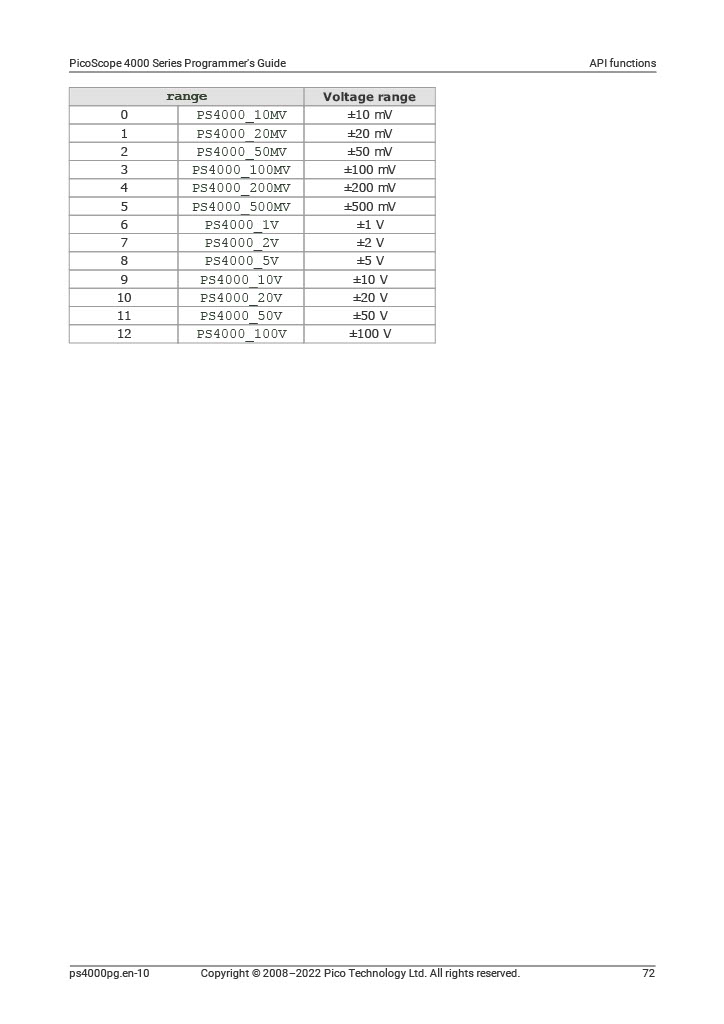 PicoScope 4000 Series Programmer's Guide API functions
range Voltage range
0 PS4000_10MV ±10 mV
1 PS4000_20MV ±20 mV
2 PS4000_50MV ±50 mV
3 PS4000_100MV ±100 mV
4 PS4000_200MV ±200 mV
5 PS4000_500MV ±500 mV
6 PS4000_1V ±1 V
7 PS4000_2V ±2 V
8 PS4000_5V ±5 V
9 PS4000_10V ±10 V
10 PS4000_20V ±20 V
11 PS4000_50V ±50 V
12 PS4000_100V ±100 V
ps4000pg.en-10 Copyright © 2008–2022 Pico Technology Ltd. All rights reserved. 72